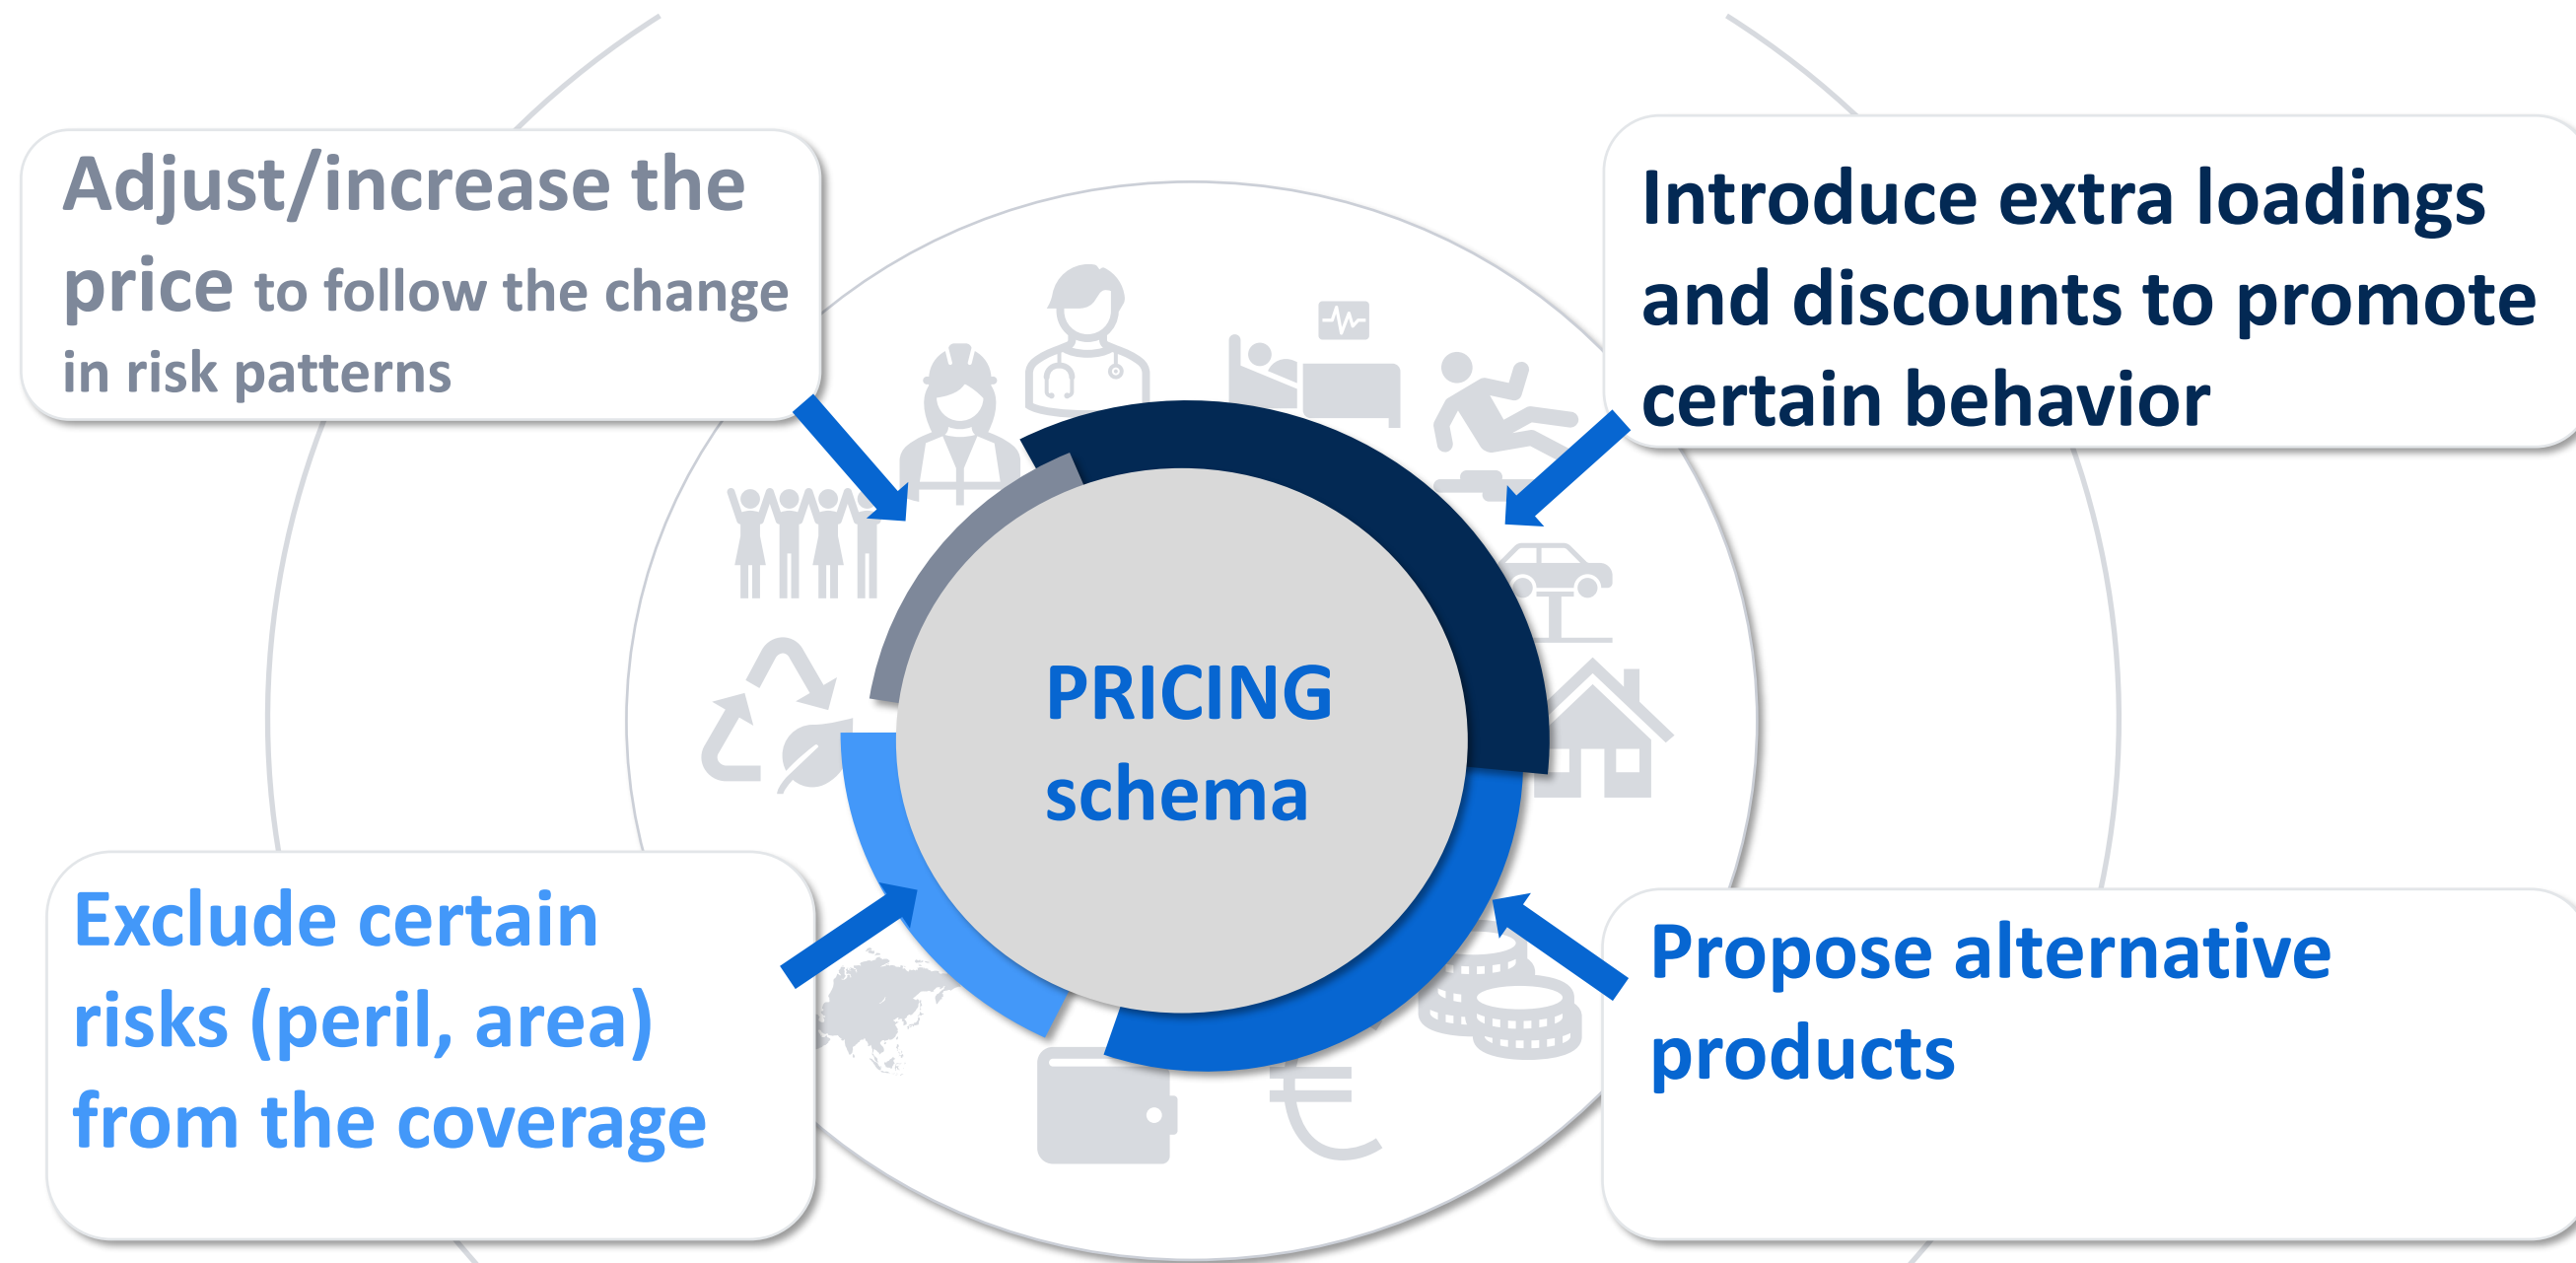 Adjust/increase the
price to follow the change
in risk patterns
Introduce extra loadings
and discounts to promote
certain behavior
PRICING
schema
Exclude certain
risks (peril, area)
from the coverage
Propose alternative
products